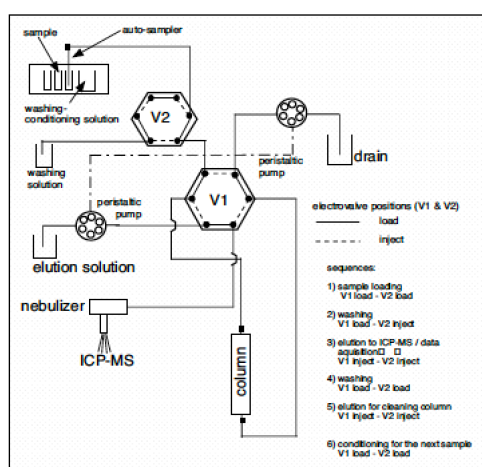 sample
auto-sampler
washing-
conditioning solution
V2
washing
solution
peristaltic
pump
drain
peristaltic
pump
V1
elution solution
electrovalve positions (V1 & V2)
load
inject
nebulizer
ICP-MS
column
sequences:
1) sample loading
V1 load - V2 load
2) washing
V1 load - V2 inject
3) elution to ICP-MS / data
aquisition□ □
V1 inject - V2 inject
4) washing
V1 load - V2 load
5) elution for cleaning column
V1 inject - V2 inject
6) conditioning for the next sample
V1 load - V2 load